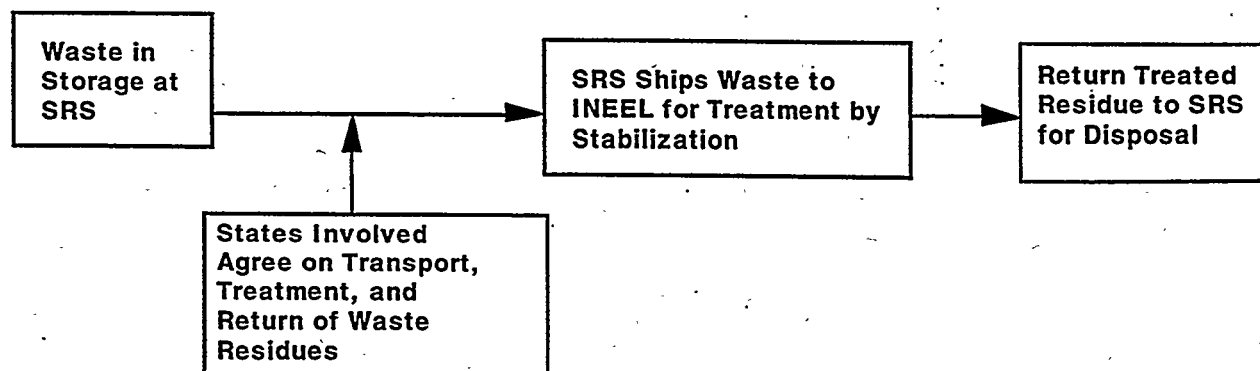 Waste in
Storage at
SRS
SRS Ships Waste to
INEEL for Treatment by
Stabilization
Return Treated
Residue to SRS
for Disposal
States Involved
Agree on Transport,
Treatment, and
Return of Waste
Residues